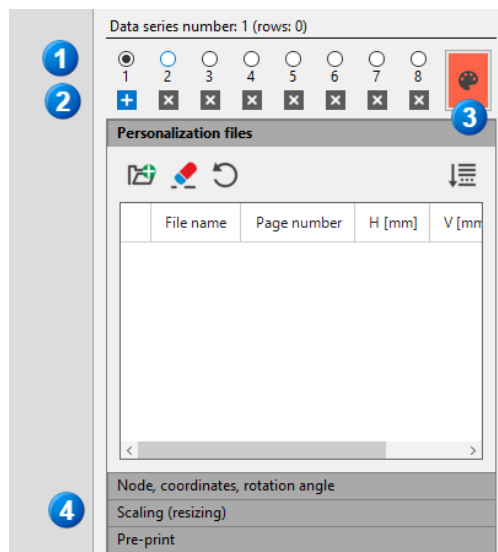 Data series number: 1 (rows: 0)
1
1 2 3 4 5 6 7 8
2
3
Personalization files
File name Page number H [mm] V [mm
Node, coordinates, rotation angle
4
Scaling (resizing)
Pre-print